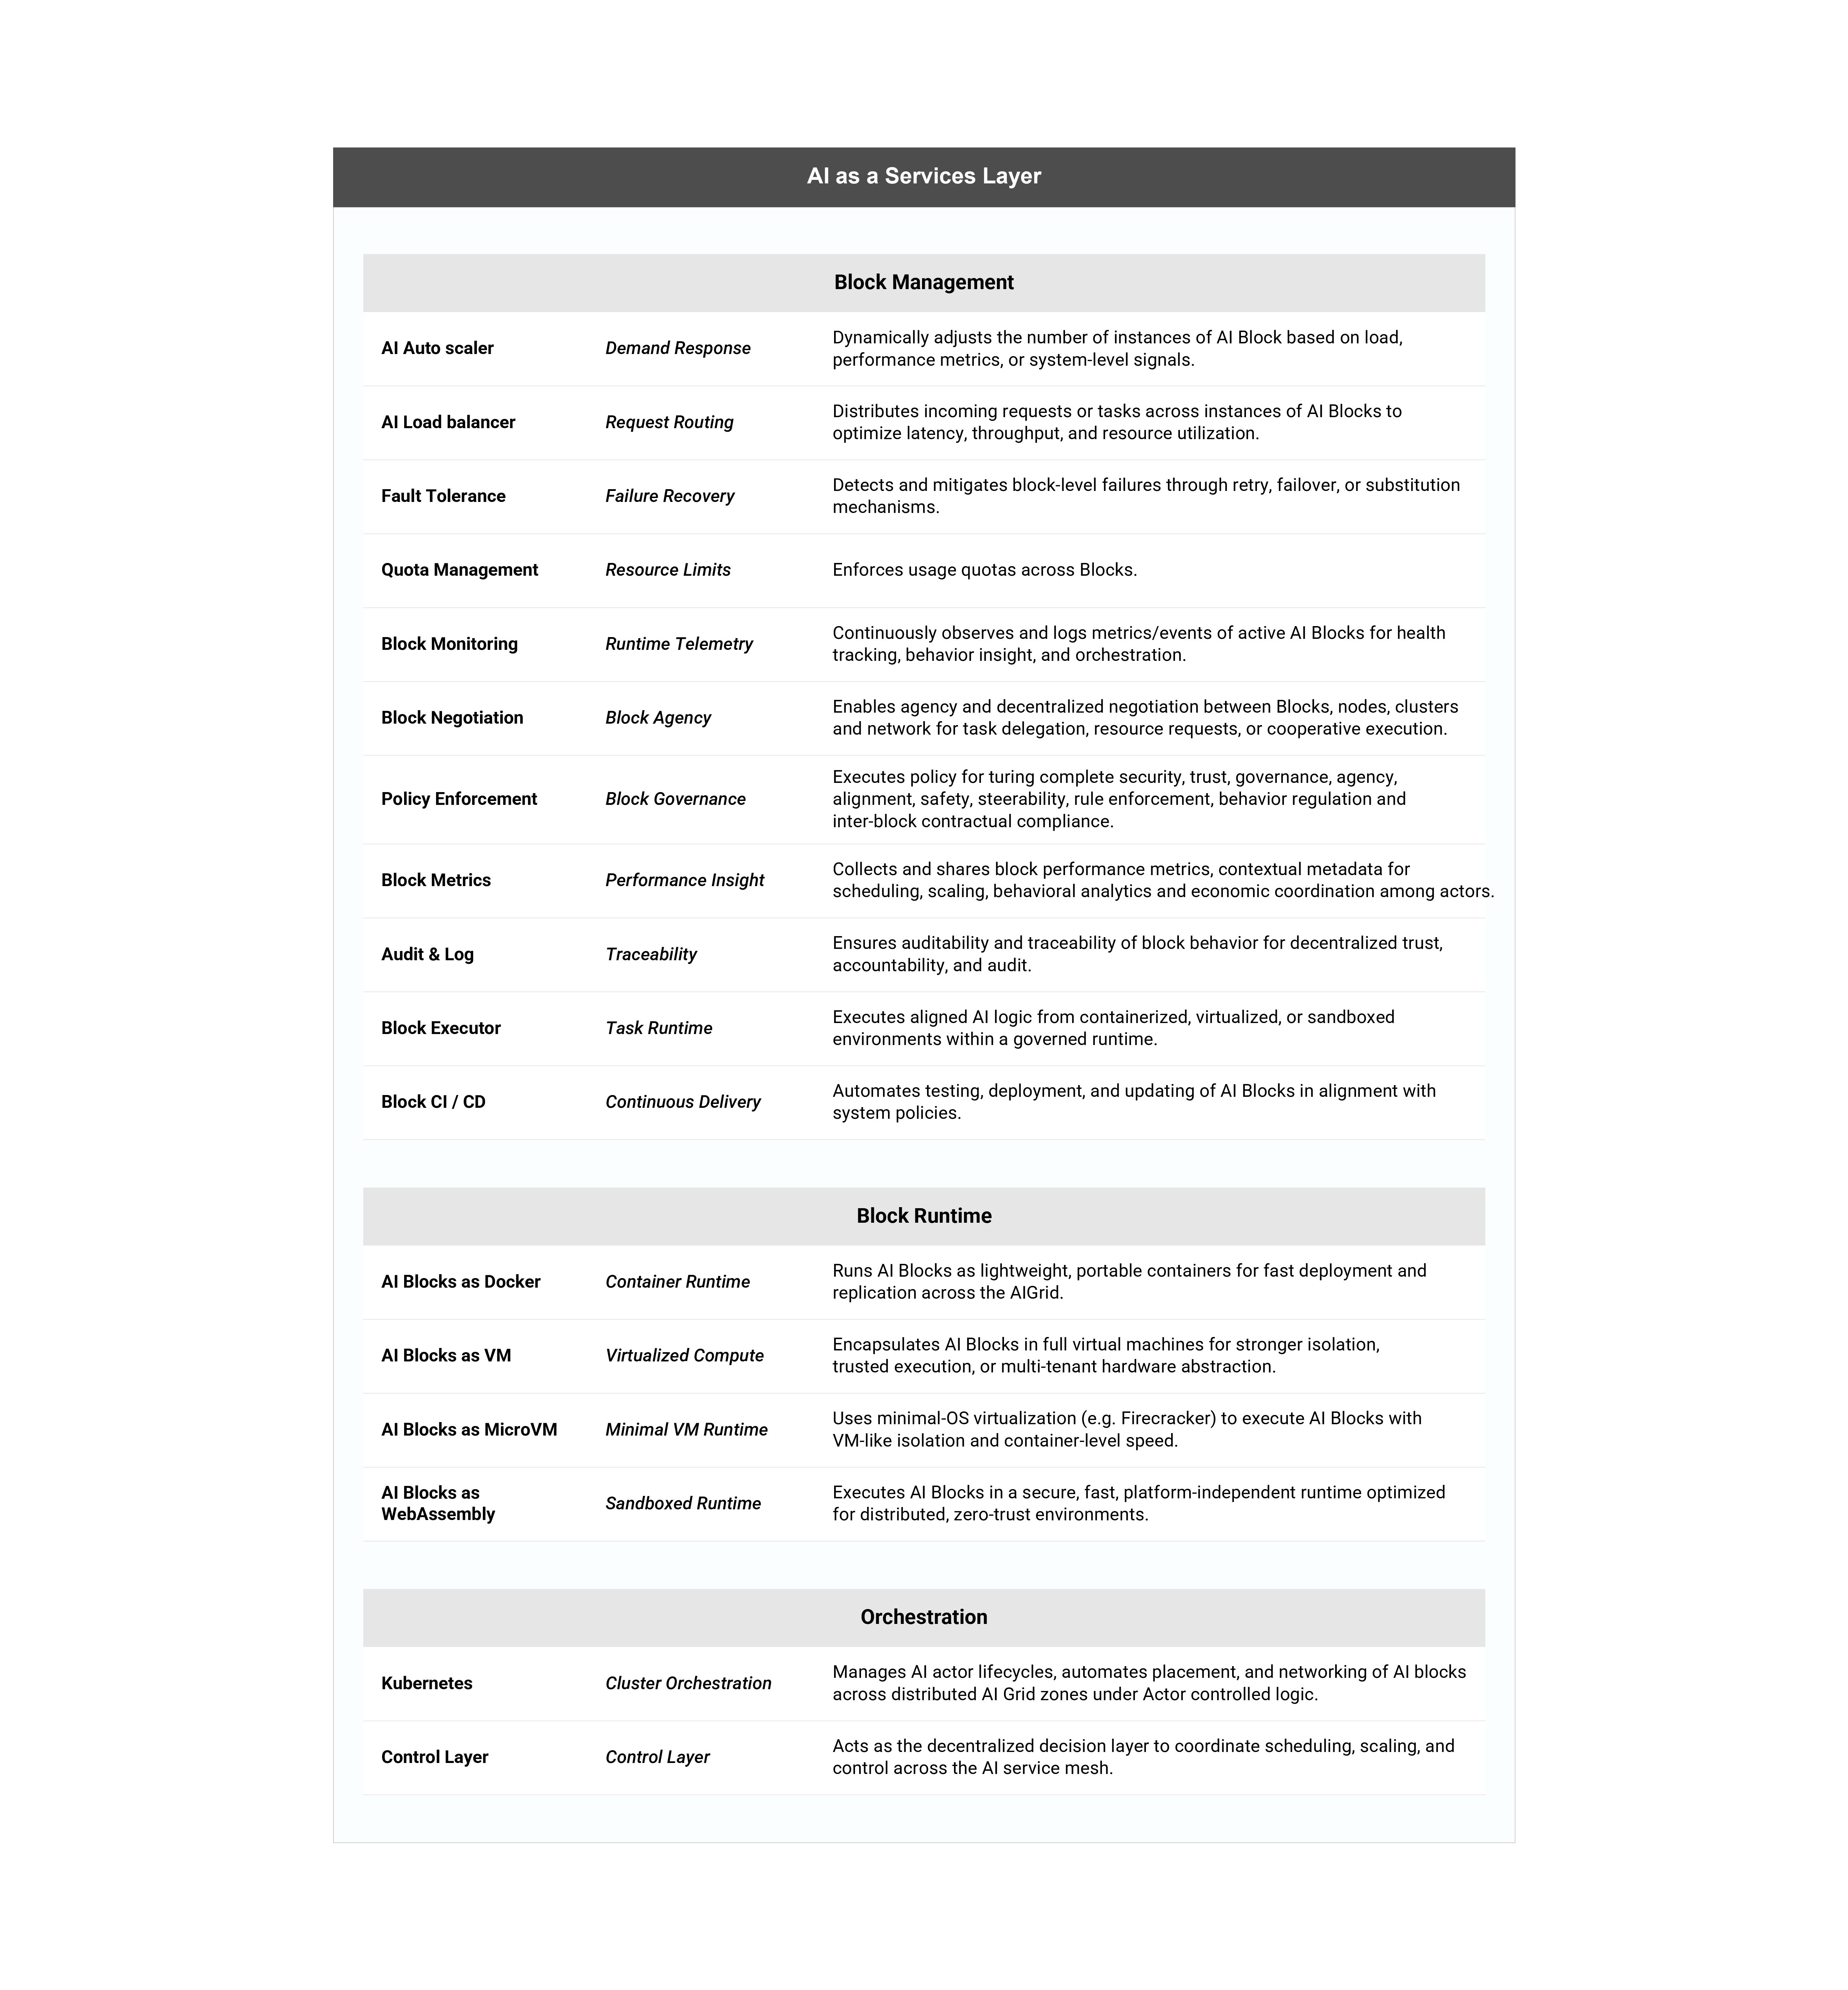 AI as a Services Layer
Block Management
AI Auto scaler
Demand Response
Dynamically adjusts the number of instances of AI Block based on load,
performance metrics, or system-level signals.
AI Load balancer
Request Routing
Distributes incoming requests or tasks across instances of AI Blocks to
optimize latency, throughput, and resource utilization.
Fault Tolerance
Failure Recovery
Detects and mitigates block-level failures through retry, failover, or substitution
mechanisms.
Quota Management
Resource Limits
Enforces usage quotas across Blocks.
Block Monitoring
Runtime Telemetry
Continuously observes and logs metrics/events of active AI Blocks for health
tracking, behavior insight, and orchestration.
Block Negotiation
Block Agency
Enables agency and decentralized negotiation between Blocks, nodes, clusters
and network for task delegation, resource requests, or cooperative execution.
Policy Enforcement
Block Governance
Executes policy for turing complete security, trust, governance, agency,
alignment, safety, steerability, rule enforcement, behavior regulation and
inter-block contractual compliance.
Block Metrics
Performance Insight
Collects and shares block performance metrics, contextual metadata for
scheduling, scaling, behavioral analytics and economic coordination among actors.
Audit & Log
Traceability
Ensures auditability and traceability of block behavior for decentralized trust,
accountability, and audit.
Block Executor
Task Runtime
Executes aligned AI logic from containerized, virtualized, or sandboxed
environments within a governed runtime.
Block CI / CD
Continuous Delivery
Automates testing, deployment, and updating of AI Blocks in alignment with
system policies.
Block Runtime
AI Blocks as Docker
Container Runtime
Runs AI Blocks as lightweight, portable containers for fast deployment and
replication across the AIGrid.
AI Blocks as VM
Virtualized Compute
Encapsulates AI Blocks in full virtual machines for stronger isolation,
trusted execution, or multi-tenant hardware abstraction.
AI Blocks as MicroVM
Minimal VM Runtime
Uses minimal-OS virtualization (e.g. Firecracker) to execute AI Blocks with
VM-like isolation and container-level speed.
AI Blocks as
WebAssembly
Sandboxed Runtime
Executes AI Blocks in a secure, fast, platform-independent runtime optimized
for distributed, zero-trust environments.
Orchestration
Kubernetes
Cluster Orchestration
Manages AI actor lifecycles, automates placement, and networking of AI blocks
across distributed AI Grid zones under Actor controlled logic.
Control Layer
Control Layer
Acts as the decentralized decision layer to coordinate scheduling, scaling, and
control across the AI service mesh.